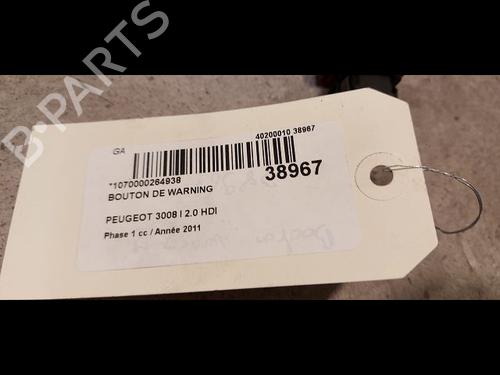 GA
40200010 38967
38967
*1070000264938
BOUTON DE WARNING
PEUGEOT 3008 I 2.0 HDI
Phase 1 cc / Année 2011
B-PARTS